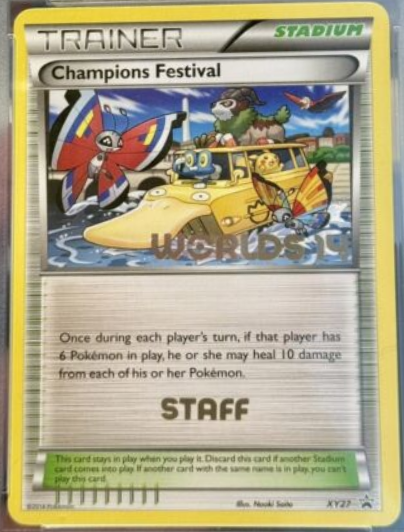 TRAINER
STADIUM
Champions Festival
WORLDS 14
Once during each player's turn, if that player has
6 Pokémon in play, he or she may heal 10 damage
from each of his or her Pokémon.
STAFF
This card stays in play when you play it. Discard this card if another Stadium
card comes into play. If another card with the same name is in play, you can't
play this card.
©2014 Pokémon
Illus. Naoki Saito
XY27